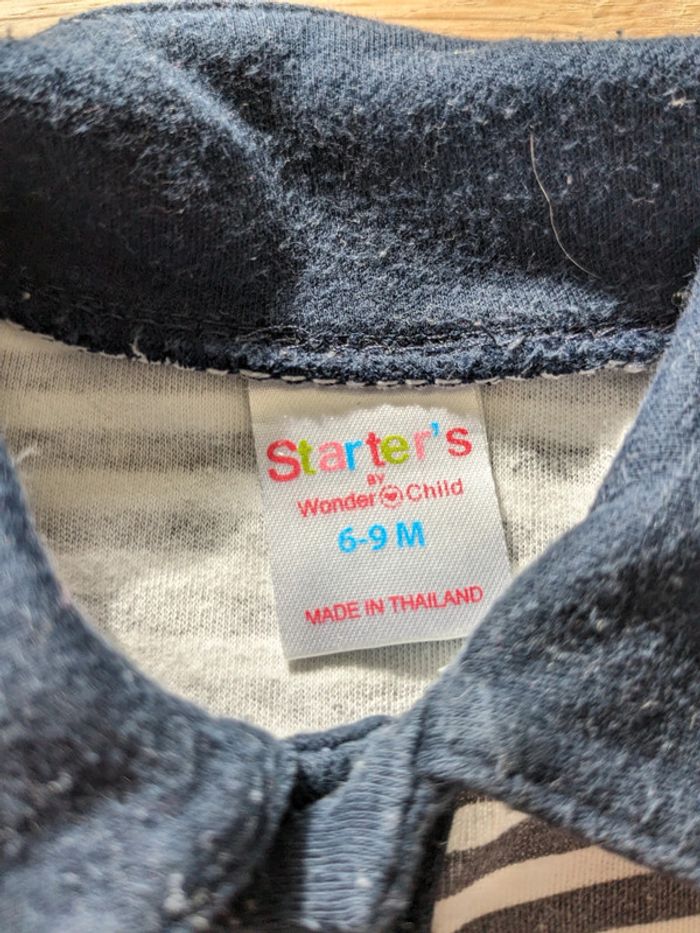 Starter's
BY
Wonder Child
6-9 M
MADE IN THAILAND